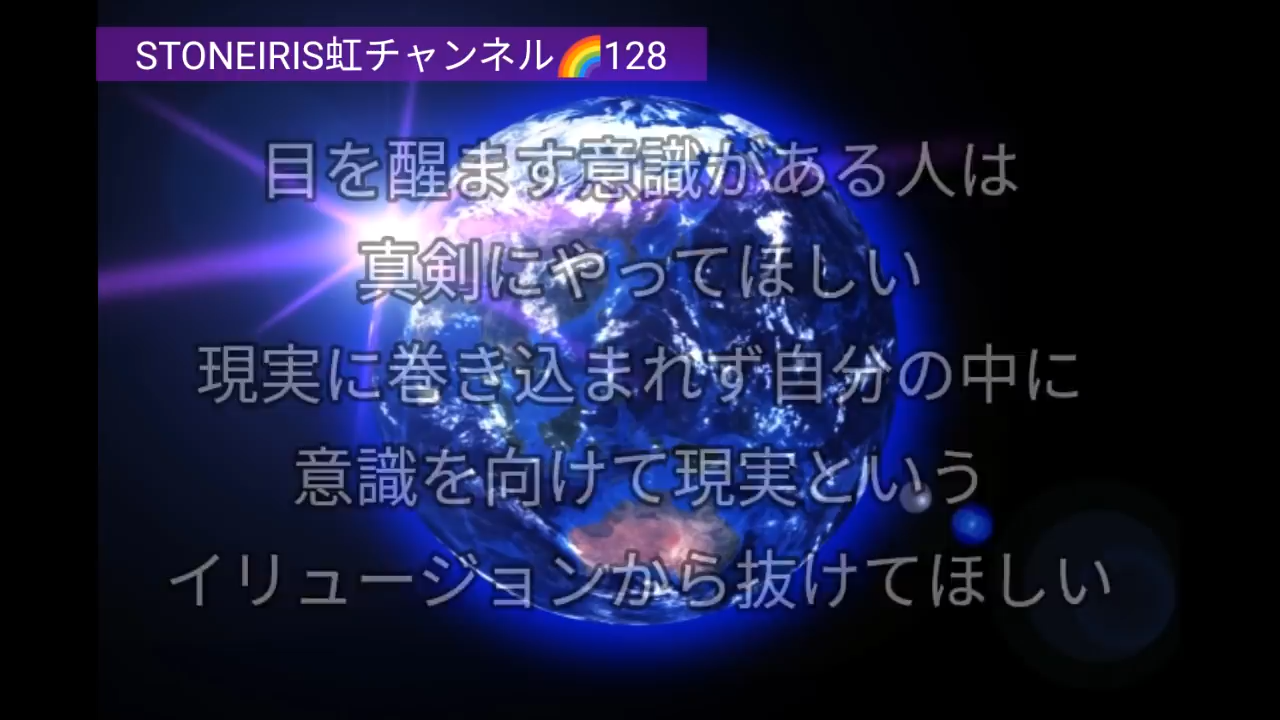 STONEIRIS虹チャンネル🌈128
目を醒ます意識がある人は
真剣にやってほしい
現実に巻き込まれず自分の中に
意識を向けて現実という
イリュージョンから抜けてほしい